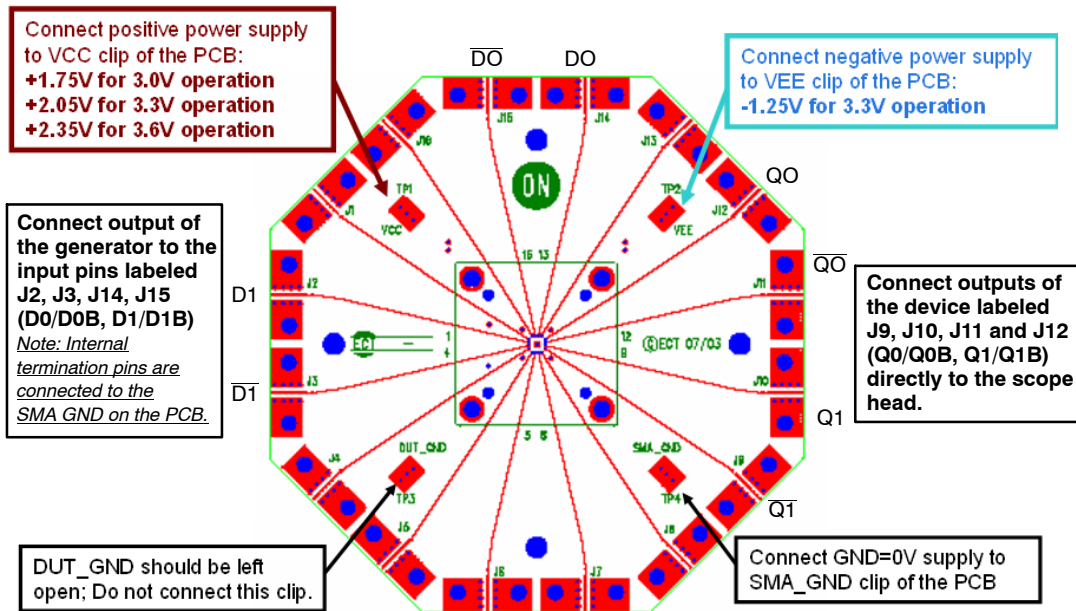 Connect positive power supply
to VCC clip of the PCB:
+1.75V for 3.0V operation
+2.05V for 3.3V operation
+2.35V for 3.6V operation
Connect negative power supply
to VEE clip of the PCB:
-1.25V for 3.3V operation
D̅O̅
DO
J15
J14
J16
J13
ON
TP1
VCC
TP2
VEE
QO
J1
J12
Connect output of
the generator to the
input pins labeled
J2, J3, J14, J15
(D0/D0B, D1/D1B)
Note: Internal
termination pins are
connected to the
SMA GND on the PCB.
D1
J2
16 13
Q̅O̅
J11
Connect outputs of
the device labeled
J9, J10, J11 and J12
(Q0/Q0B, Q1/Q1B)
directly to the scope
head.
ECT
1
4
12
9
©ECT 07/03
D̅1̅
J3
J10
Q1
5 8
DUT_GND
TP3
SMA_GND
TP4
J4
J9
Q̅1̅
J5
J8
J6
J7
DUT_GND should be left
open; Do not connect this clip.
Connect GND=0V supply to
SMA_GND clip of the PCB